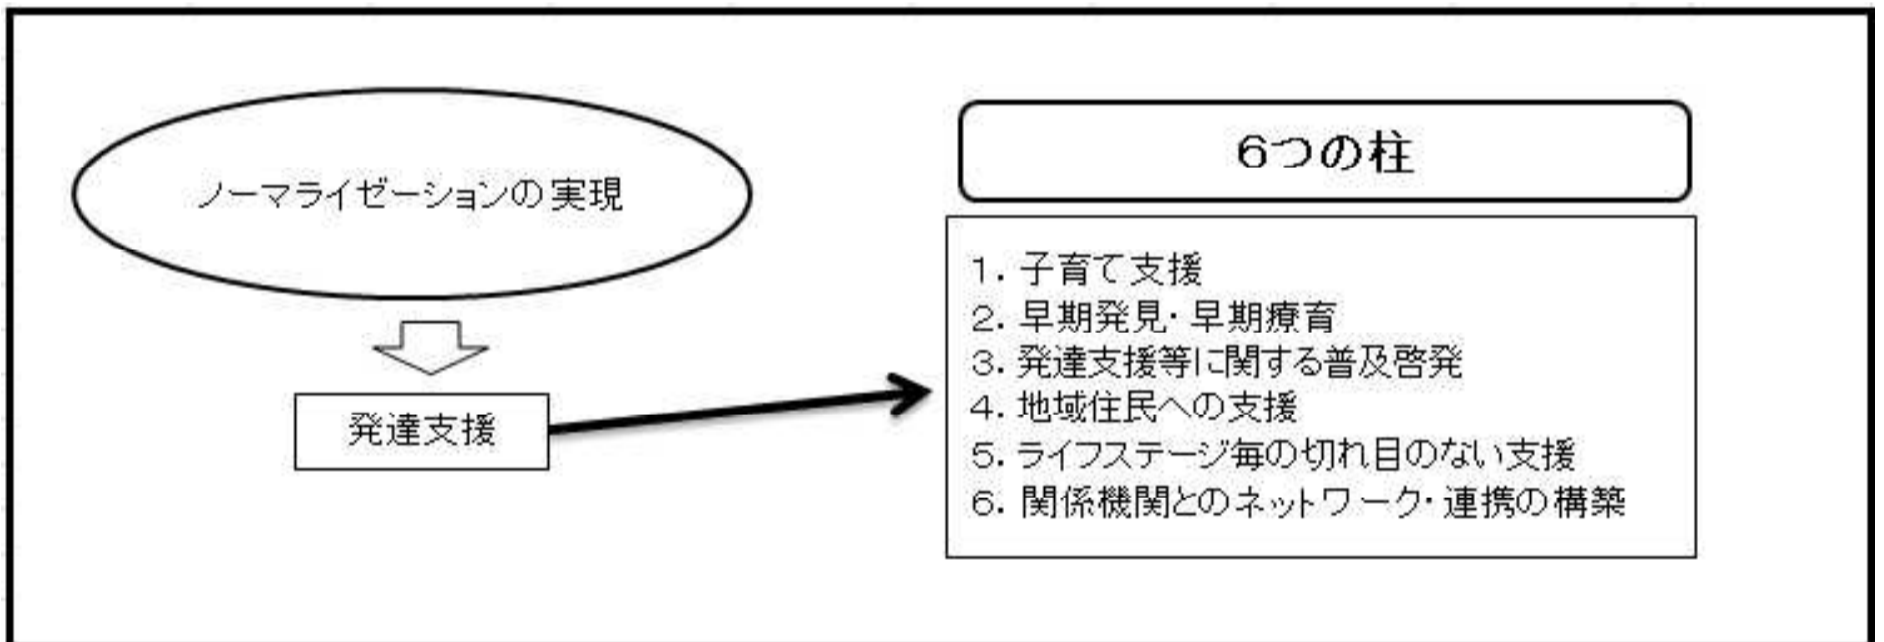 ノーマライゼーションの実現
発達支援
6つの柱
1. 子育て支援
2. 早期発見・早期療育
3. 発達支援等に関する普及啓発
4. 地域住民への支援
5. ライフステージ毎の切れ目のない支援
6. 関係機関とのネットワーク・連携の構築